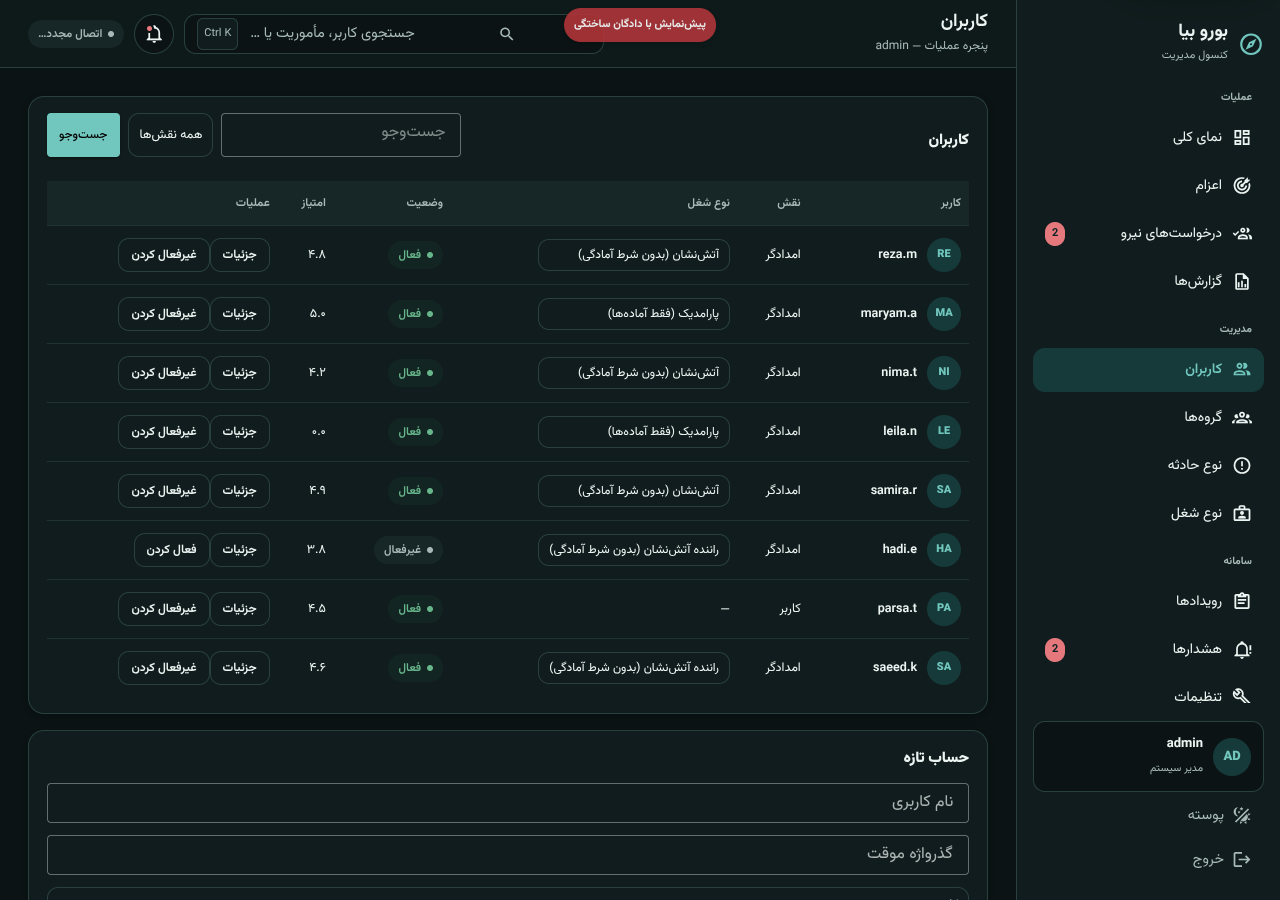 بورو بیا
کنسول مدیریت
عملیات
نمای کلی
اعزام
درخواست‌های نیرو
2
گزارش‌ها
مدیریت
کاربران
گروه‌ها
نوع حادثه
نوع شغل
سامانه
رویدادها
هشدارها
2
تنظیمات
AD
admin
مدیر سیستم
پوسته
خروج
کاربران
پنجره عملیات — admin
پیش‌نمایش با دادگان ساختگی
جستجوی کاربر، مأموریت یا ...
Ctrl K
اتصال مجدد...
کاربران
جست‌وجو
همه نقش‌ها
جست‌وجو
کاربر نقش نوع شغل وضعیت امتیاز عملیات
RE reza.m امدادگر آتش‌نشان (بدون شرط آمادگی) فعال ۴.۸ جزئیات غیرفعال کردن
MA maryam.a امدادگر پارامدیک (فقط آماده‌ها) فعال ۵.۰ جزئیات غیرفعال کردن
NI nima.t امدادگر آتش‌نشان (بدون شرط آمادگی) فعال ۴.۲ جزئیات غیرفعال کردن
LE leila.n امدادگر پارامدیک (فقط آماده‌ها) فعال ۰.۰ جزئیات غیرفعال کردن
SA samira.r امدادگر آتش‌نشان (بدون شرط آمادگی) فعال ۴.۹ جزئیات غیرفعال کردن
HA hadi.e امدادگر راننده آتش‌نشان (بدون شرط آمادگی) غیرفعال ۳.۸ جزئیات فعال کردن
PA parsa.t کاربر — فعال ۴.۵ جزئیات غیرفعال کردن
SA saeed.k امدادگر راننده آتش‌نشان (بدون شرط آمادگی) فعال ۴.۶ جزئیات غیرفعال کردن
حساب تازه
نام کاربری
گذرواژه موقت